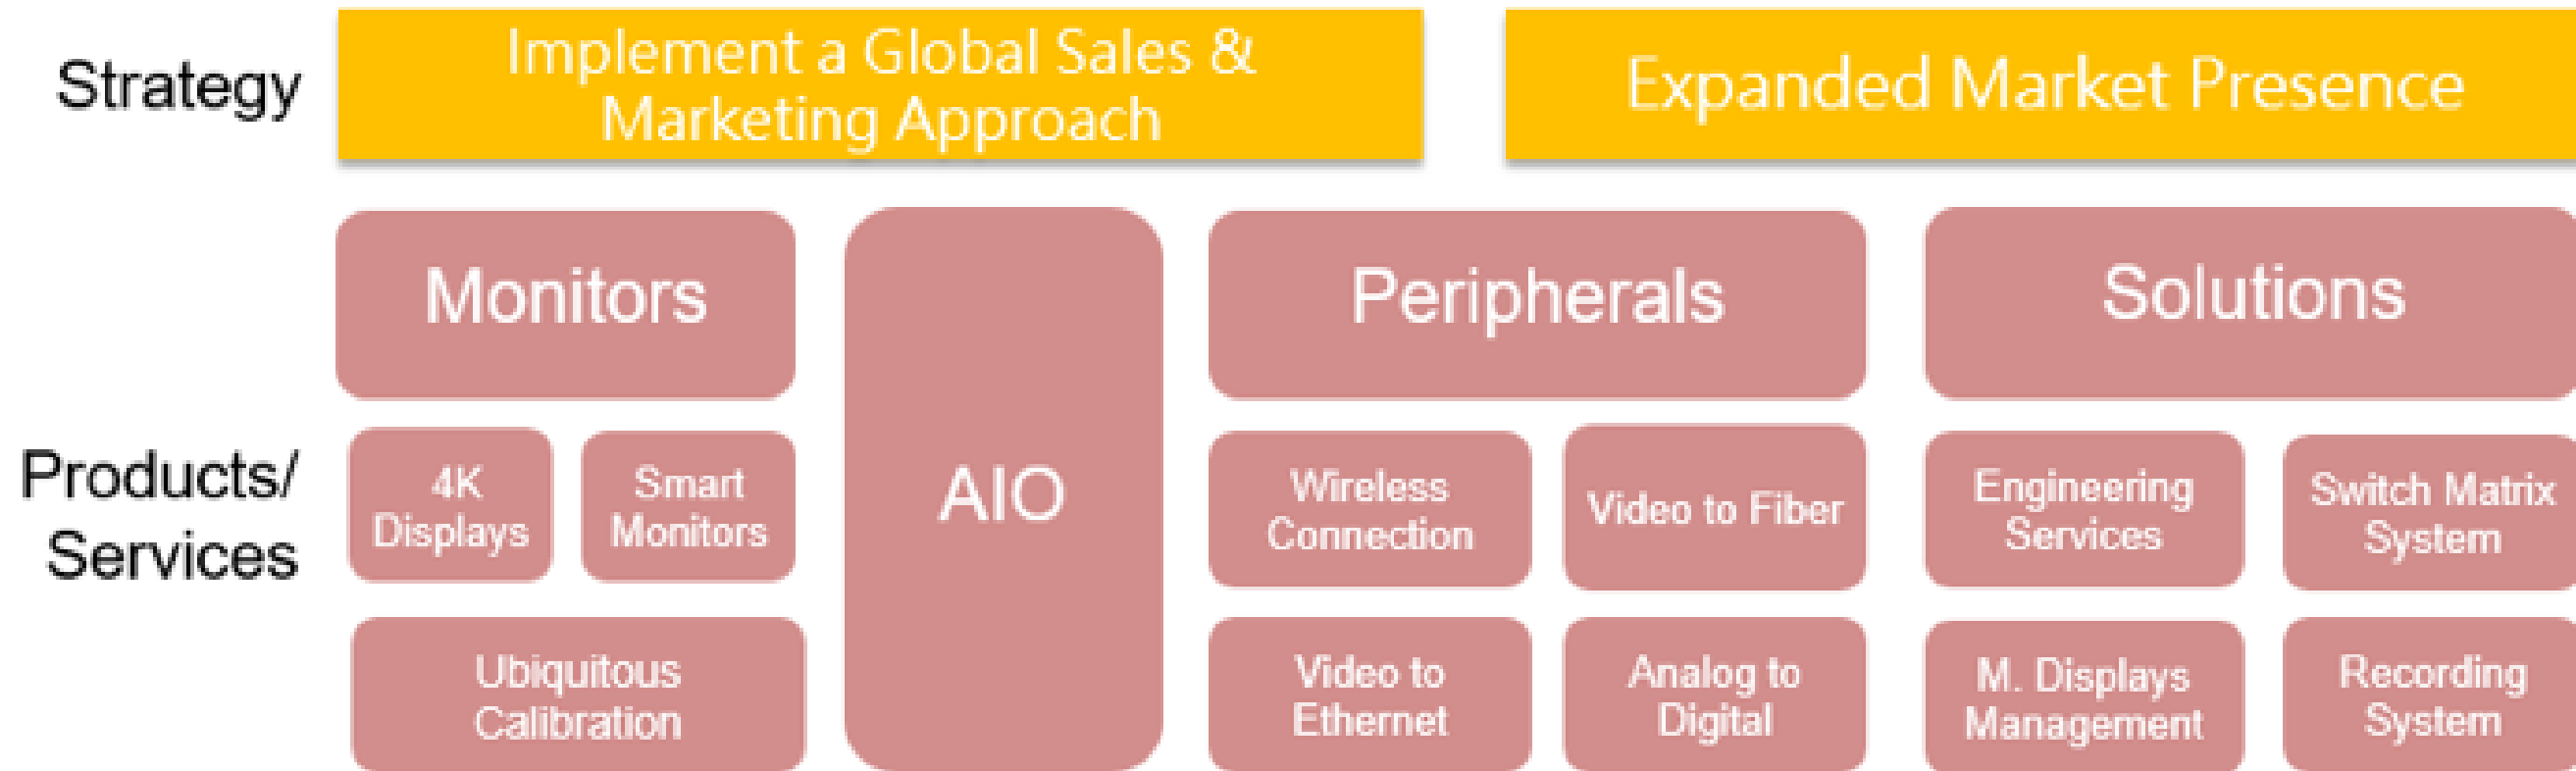 Strategy
Implement a Global Sales &
Marketing Approach
Expanded Market Presence
Products/
Services
Monitors
4K
Displays
Smart
Monitors
Ubiquitous
Calibration
AIO
Peripherals
Wireless
Connection
Video to Fiber
Video to
Ethernet
Analog to
Digital
Solutions
Engineering
Services
Switch Matrix
System
M. Displays
Management
Recording
System